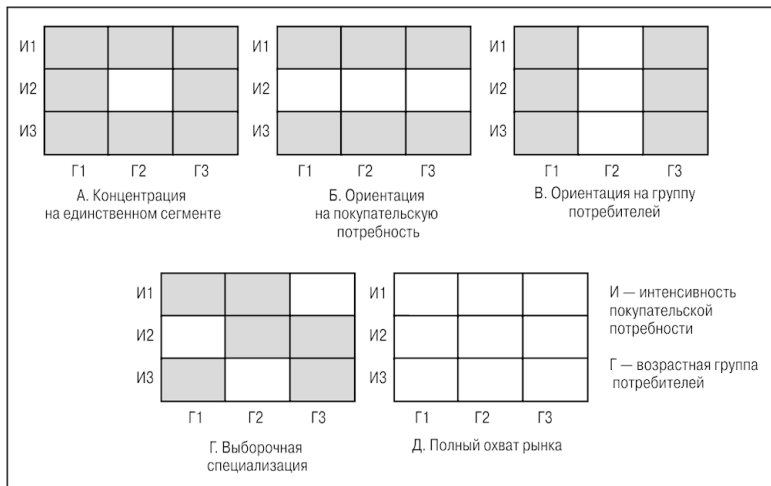 И1
И2
И3
Г1 Г2 Г3
А. Концентрация
на единственном сегменте
И1
И2
И3
Г1 Г2 Г3
Б. Ориентация
на покупательскую
потребность
И1
И2
И3
Г1 Г2 Г3
В. Ориентация на группу
потребителей
И1
И2
И3
Г1 Г2 Г3
Г. Выборочная
специализация
И1
И2
И3
Г1 Г2 Г3
Д. Полный охват рынка
И — интенсивность
покупательской
потребности
Г — возрастная группа
потребителей